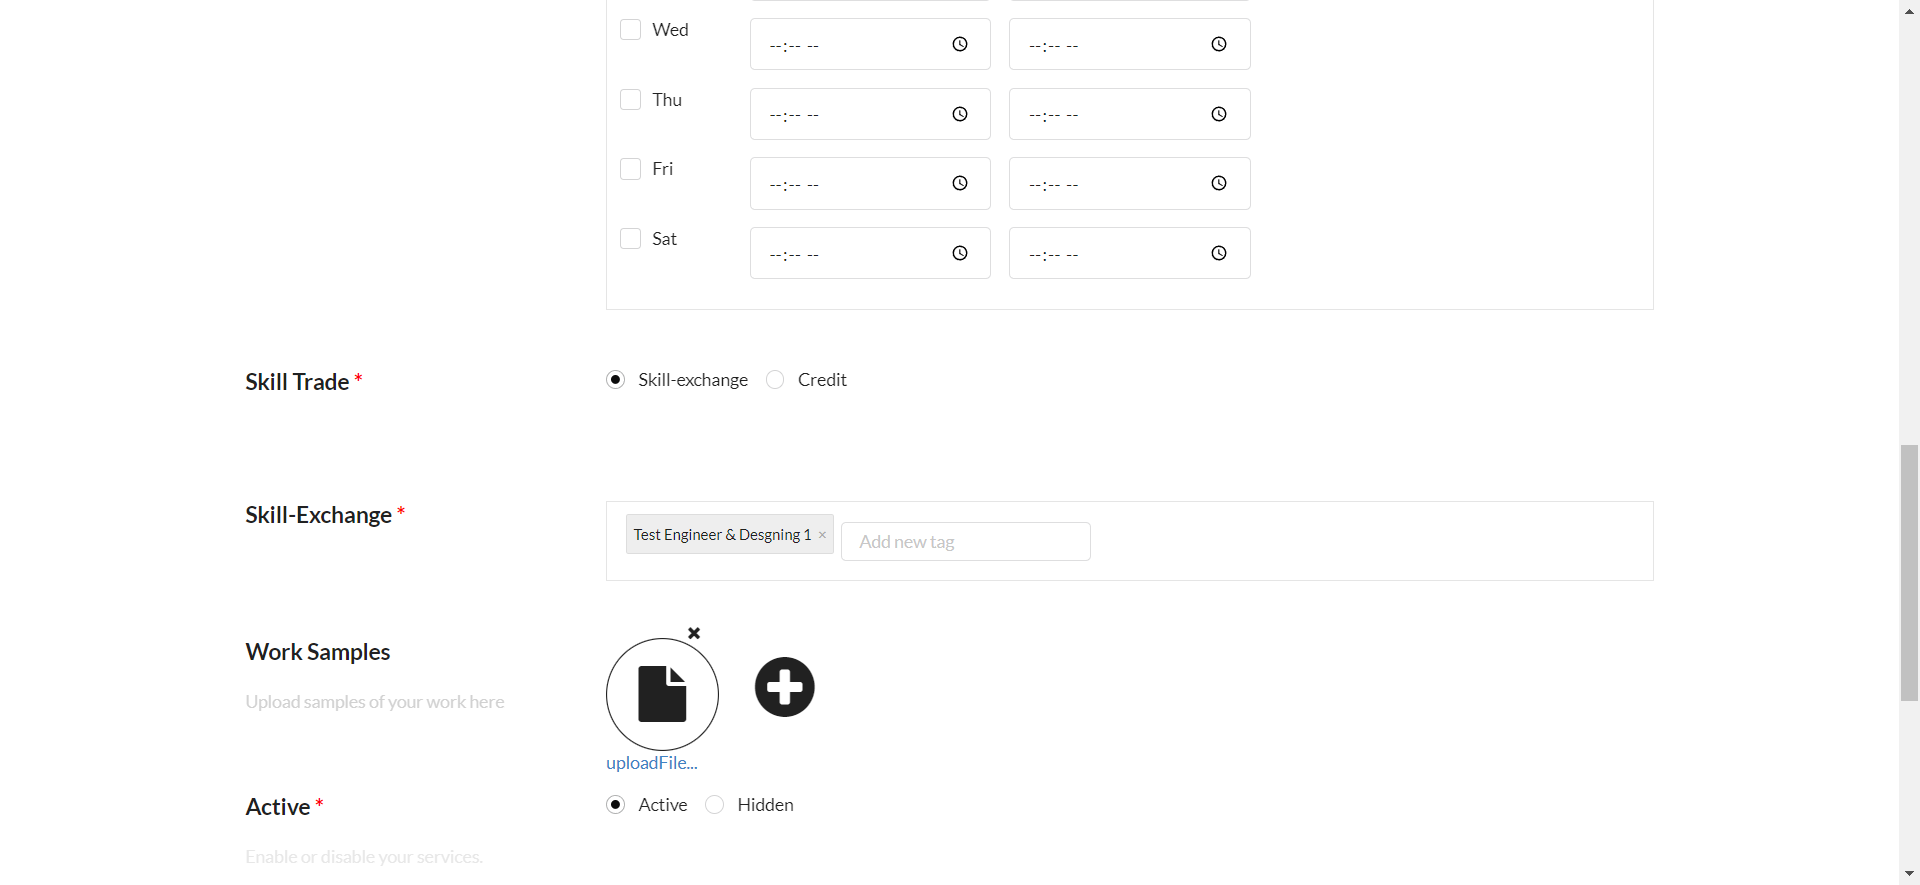 Wed --:-- -- --:-- --
Thu --:-- -- --:-- --
Fri --:-- -- --:-- --
Sat --:-- -- --:-- --
Skill Trade * Skill-exchange Credit
Skill-Exchange * Test Engineer & Desgning 1 × Add new tag
Work Samples
Upload samples of your work here
uploadFile...
Active * Active Hidden
Enable or disable your services.